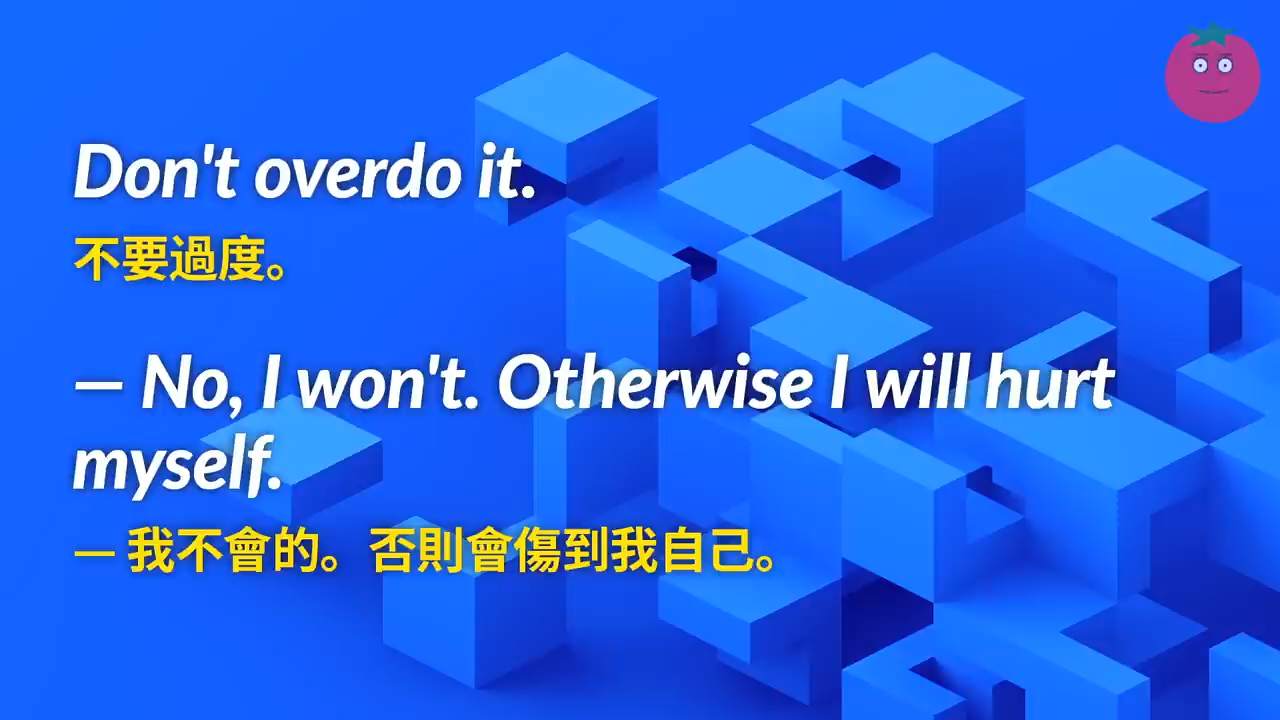 Don't overdo it.
不要過度。
— No, I won't. Otherwise I will hurt
myself.
— 我不會的。否則會傷到我自己。